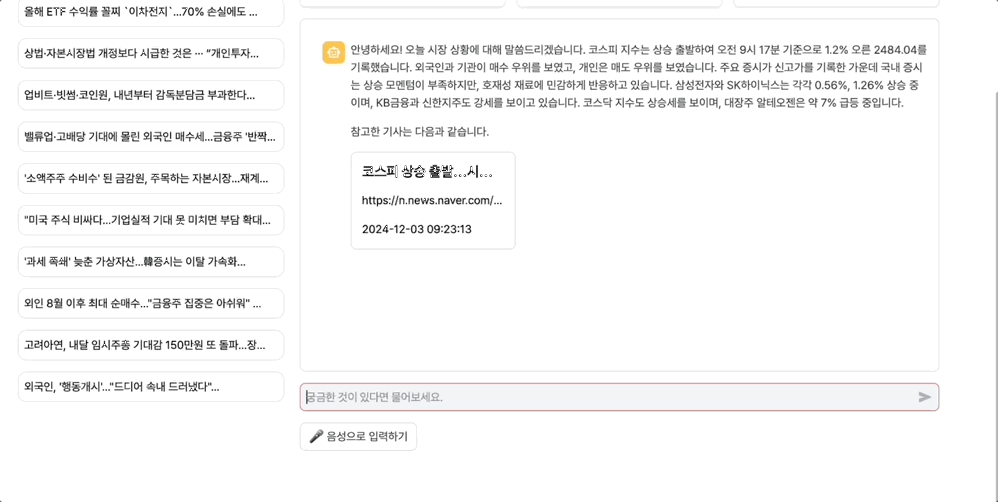 올해 ETF 수익률 꼴찌 `이차전지`...70% 손실에도 ...
상법·자본시장법 개정보다 시급한 것은 ··· “개인투자...
업비트·빗썸·코인원, 내년부터 감독분담금 부과한다...
밸류업·고배당 기대에 몰린 외국인 매수세...금융주 '반짝...
'소액주주 수비수' 된 금감원, 주목하는 자본시장...재계...
"미국 주식 비싸다...기업실적 기대 못 미치면 부담 확대...
'과세 족쇄' 늦춘 가상자산...韓증시는 이탈 가속화...
외인 8월 이후 최대 순매수..."금융주 집중은 아쉬워" ...
고려아연, 내달 임시주총 기대감 150만원 또 돌파...장...
외국인, '행동개시'..."드디어 속내 드러냈다"...
안녕하세요! 오늘 시장 상황에 대해 말씀드리겠습니다. 코스피 지수는 상승 출발하여 오전 9시 17분 기준으로 1.2% 오른 2484.04를
기록했습니다. 외국인과 기관이 매수 우위를 보였고, 개인은 매도 우위를 보였습니다. 주요 증시가 신고가를 기록한 가운데 국내 증시
는 상승 모멘텀이 부족하지만, 호재성 재료에 민감하게 반응하고 있습니다. 삼성전자와 SK하이닉스는 각각 0.56%, 1.26% 상승 중
이며, KB금융과 신한지주도 강세를 보이고 있습니다. 코스닥 지수도 상승세를 보이며, 대장주 알테오젠은 약 7% 급등 중입니다.
참고한 기사는 다음과 같습니다.
코스피 상승 출발...시...
https://n.news.naver.com/...
2024-12-03 09:23:13
궁금한 것이 있다면 물어보세요.
음성으로 입력하기